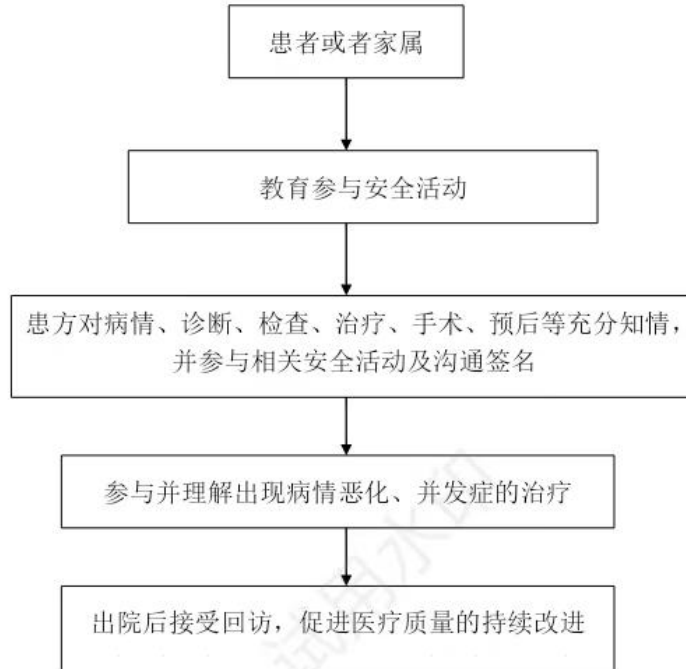 患者或者家属
教育参与安全活动
患方对病情、诊断、检查、治疗、手术、预后等充分知情，
并参与相关安全活动及沟通签名
参与并理解出现病情恶化、并发症的治疗
出院后接受回访，促进医疗质量的持续改进
试用水印